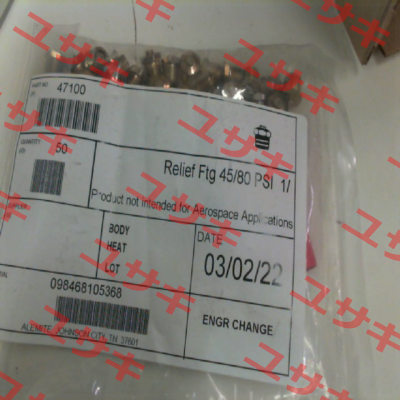 47100
QUANTITY
50
Relief Ftg 45/80 PSI 1/
Product not intended for Aerospace Applications
BODY
HEAT
LOT
DATE
03/02/22
098468105368
ENGR CHANGE
ALEMITE, JOHNSON CITY, TN 37601
ユサキ
ユサキ
ユサキ
ユサキ
ユサキ
ユサキ
ユサキ